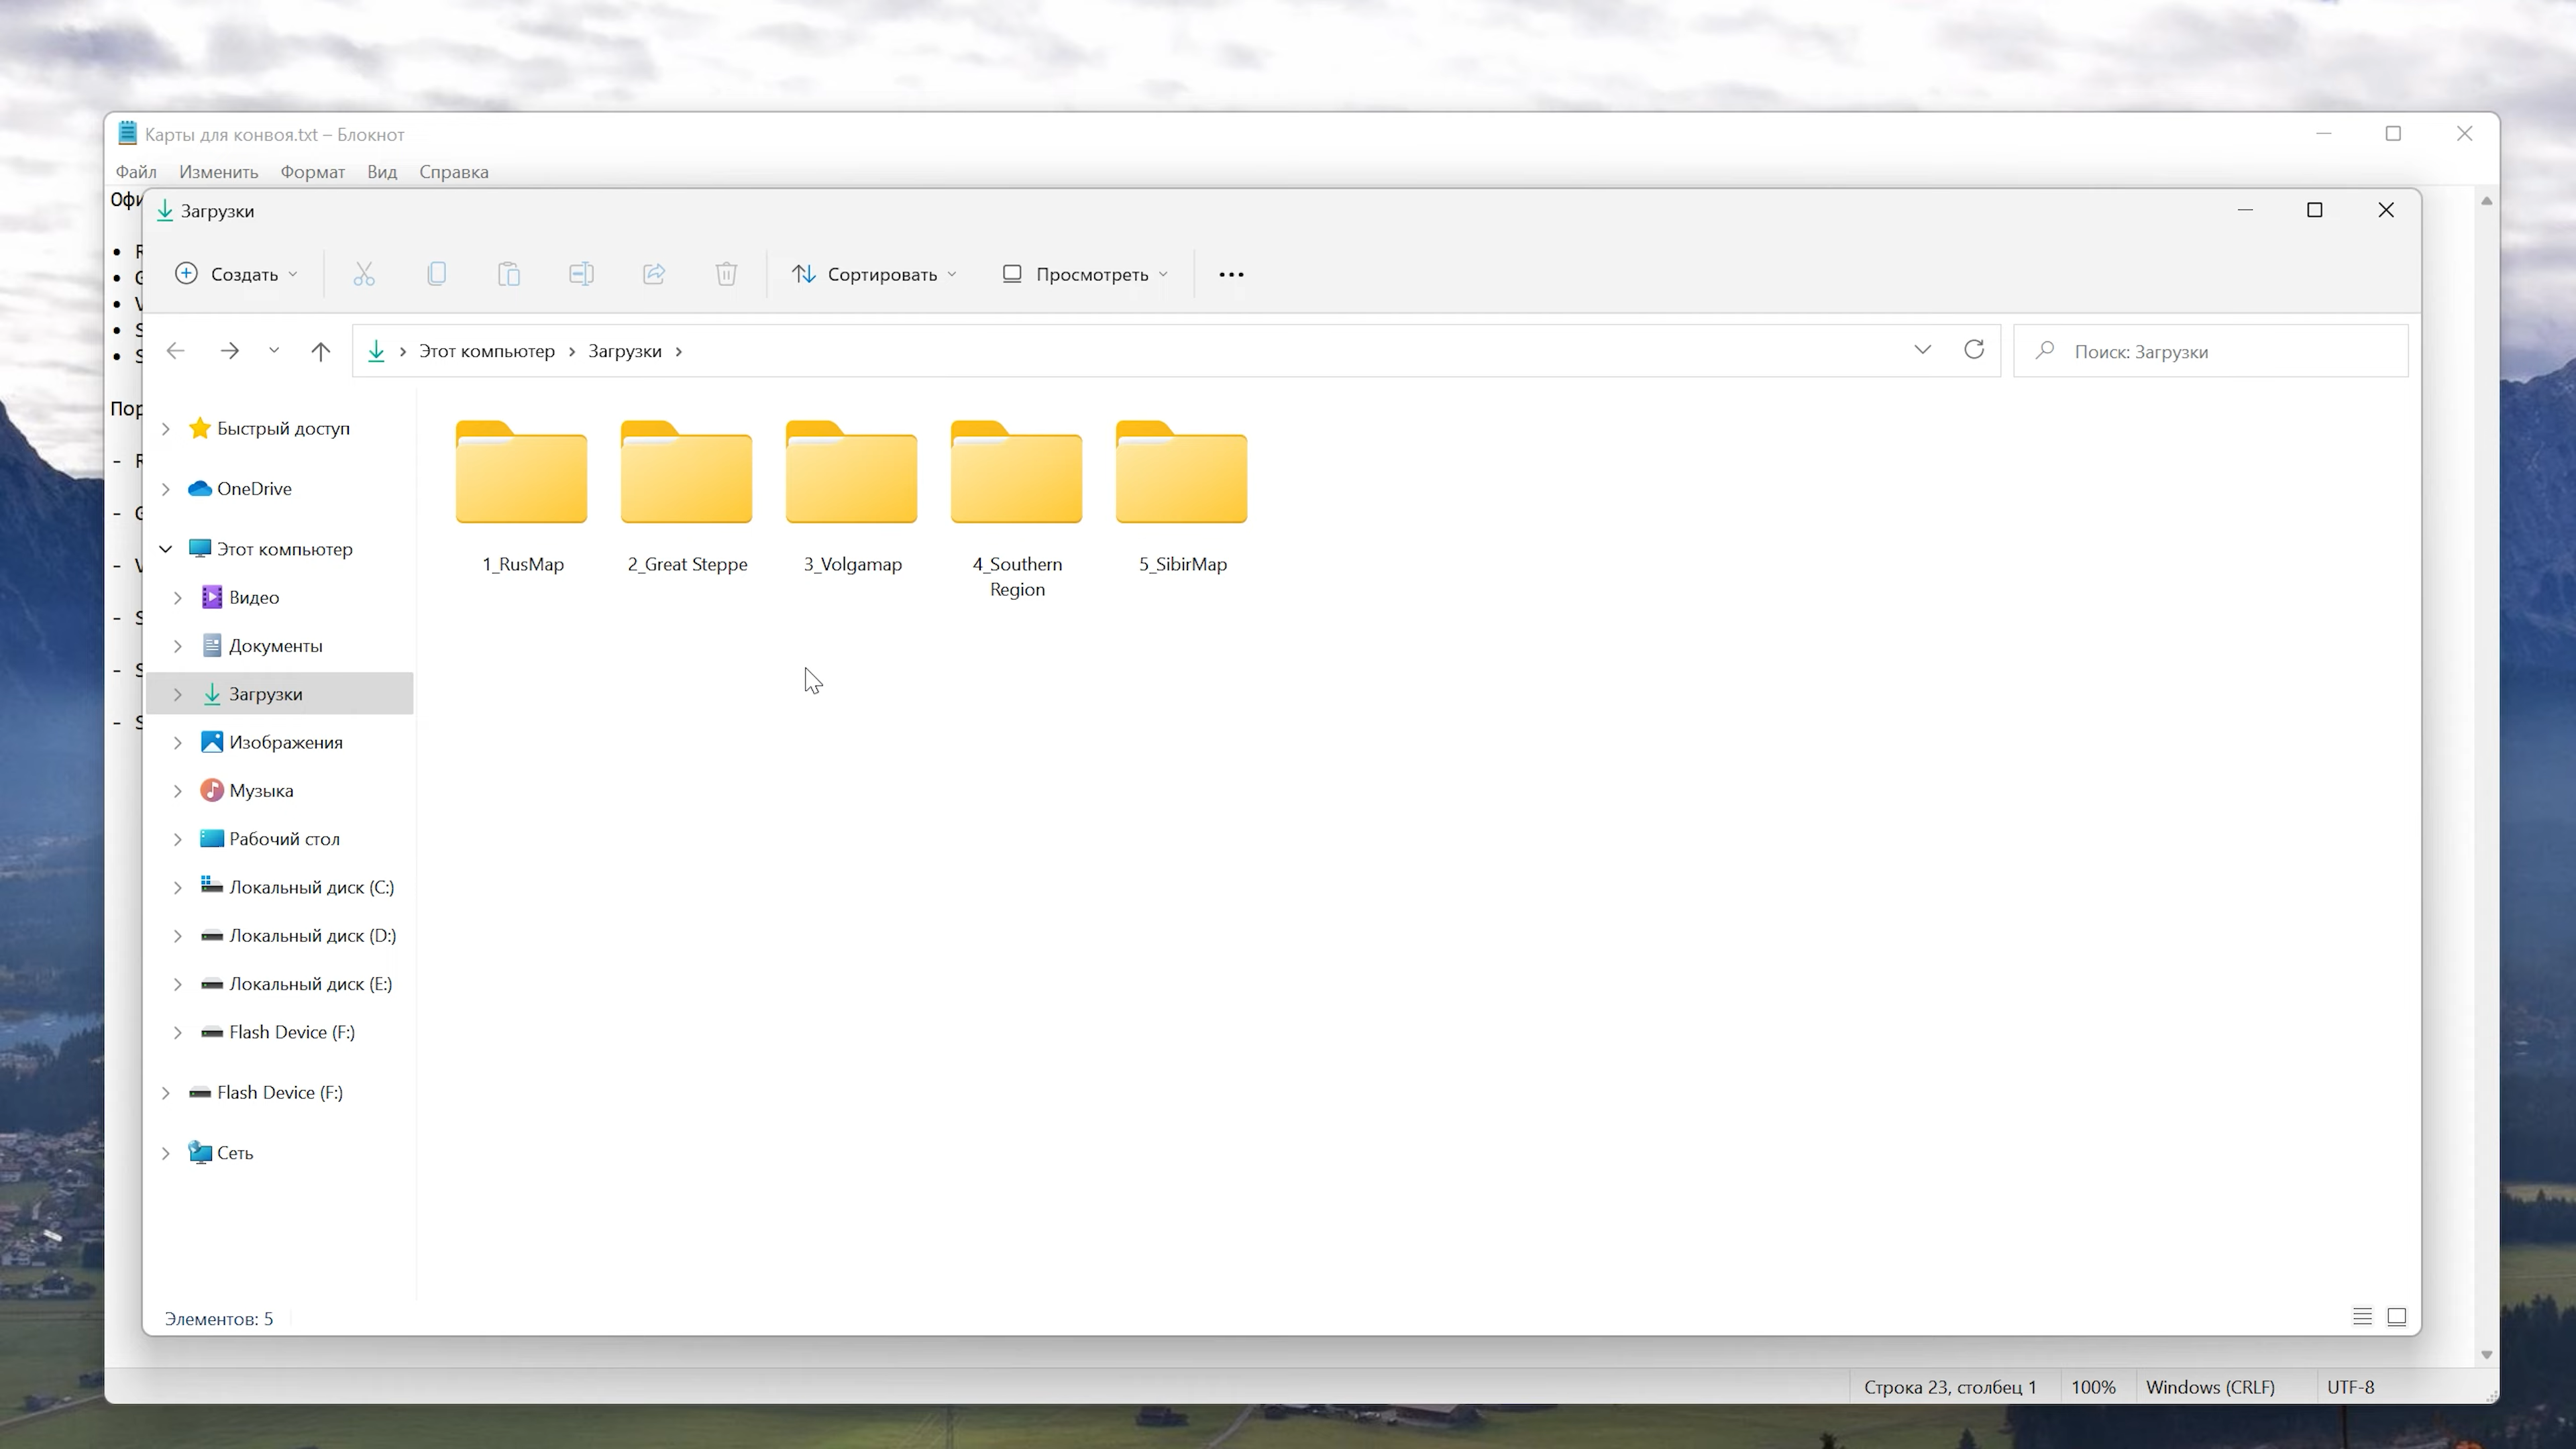 Карты для конвоя.txt – Блокнот
Файл Изменить Формат Вид Справка
Загрузки
Создать Сортировать Просмотреть
Этот компьютер Загрузки
Поиск: Загрузки
Быстрый доступ
OneDrive
Этот компьютер
Видео
Документы
Загрузки
Изображения
Музыка
Рабочий стол
Локальный диск (C:)
Локальный диск (D:)
Локальный диск (E:)
Flash Device (F:)
Flash Device (F:)
Сеть
1_RusMap
2_Great Steppe
3_Volgamap
4_Southern
Region
5_SibirMap
Элементов: 5
Строка 23, столбец 1 100% Windows (CRLF) UTF-8